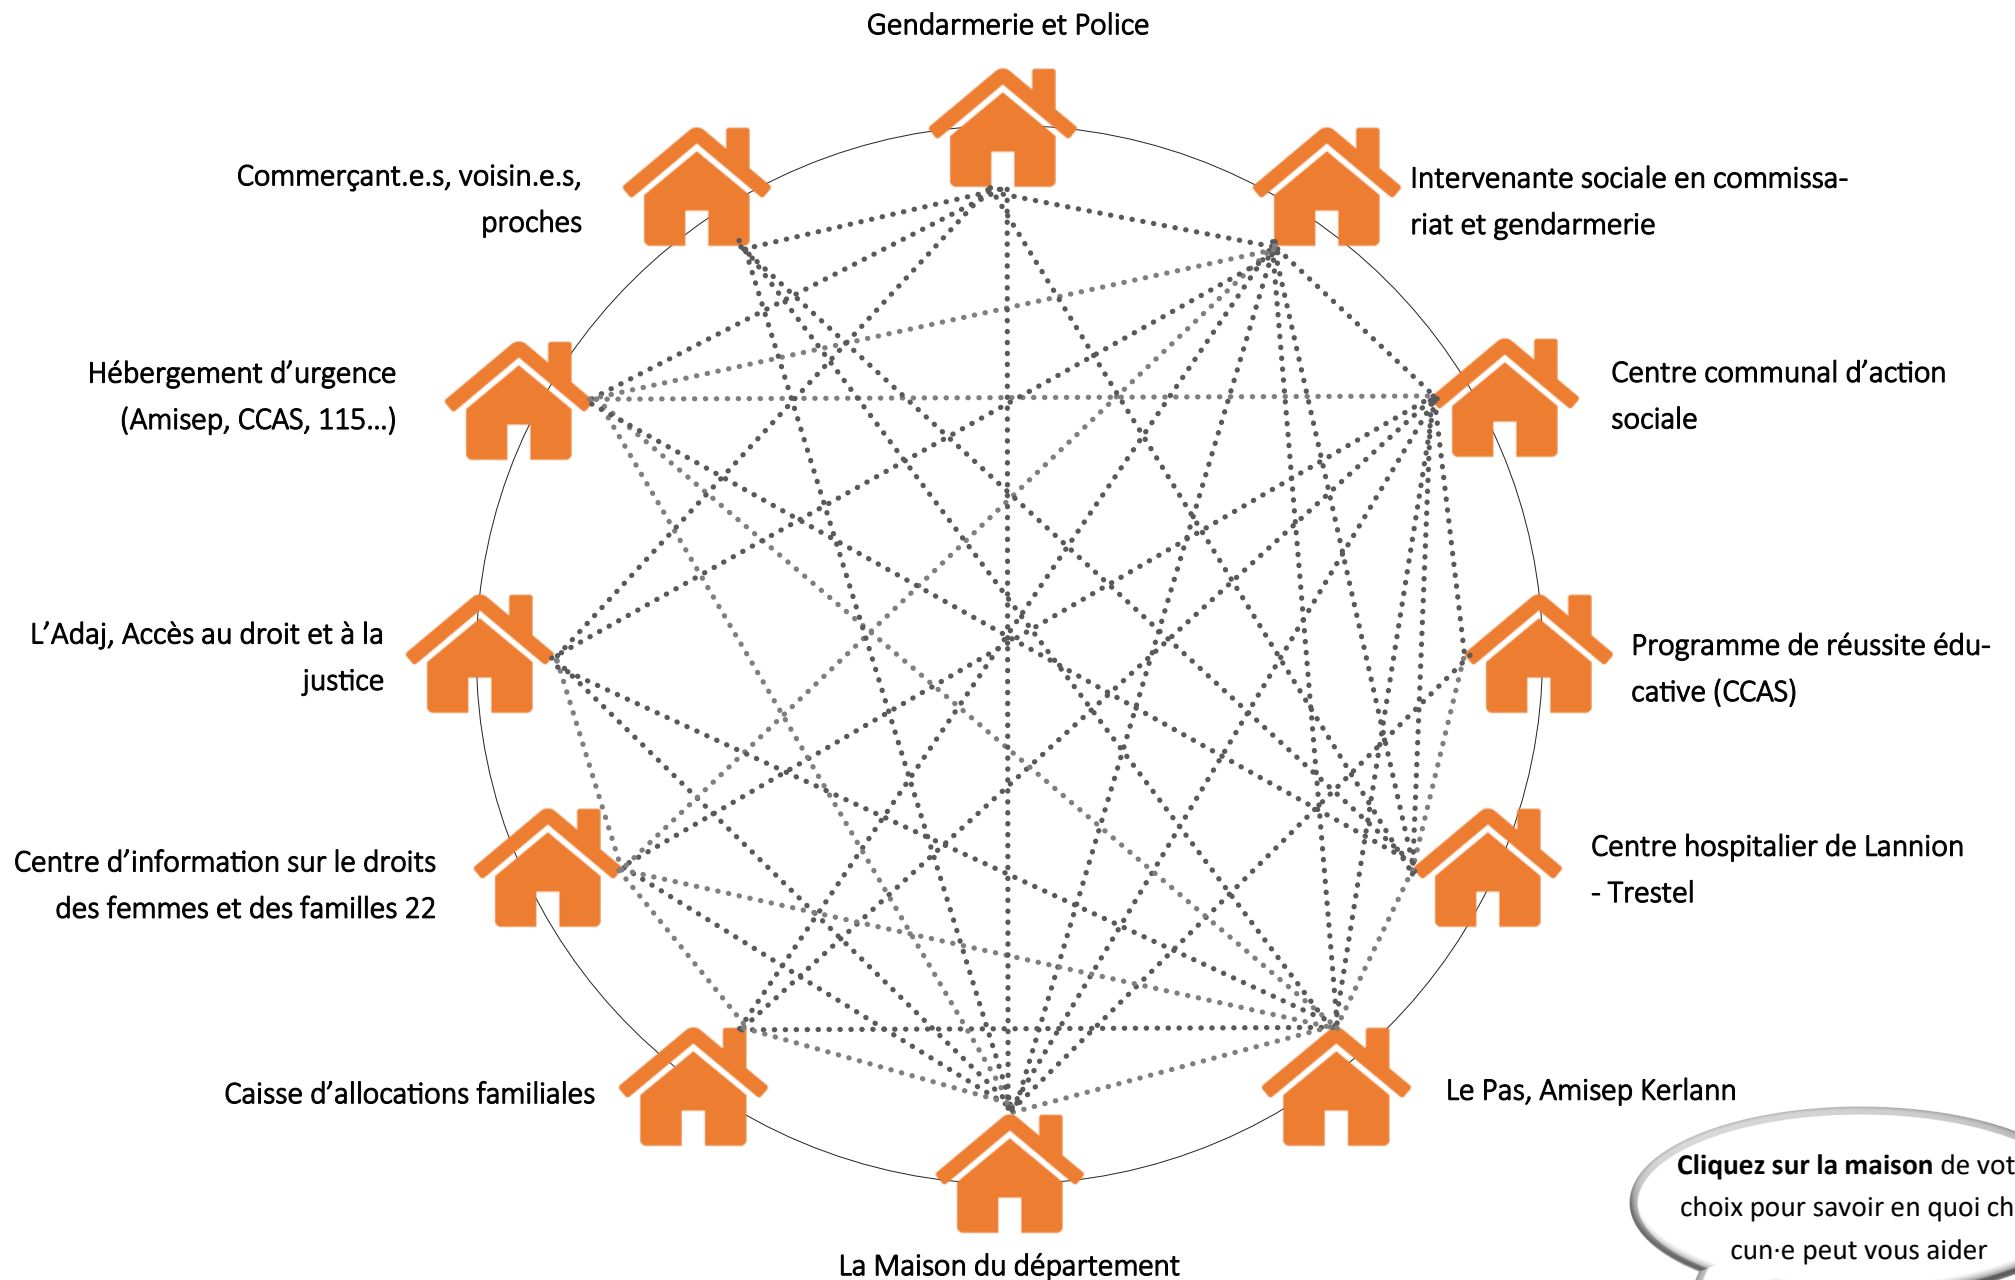 Gendarmerie et Police
Commerçant.e.s, voisin.e.s,
proches
Intervenante sociale en commissa-
riat et gendarmerie
Hébergement d’urgence
(Amisep, CCAS, 115...)
Centre communal d’action
sociale
L’Adaj, Accès au droit et à la
justice
Programme de réussite édu-
cative (CCAS)
Centre d’information sur le droits
des femmes et des familles 22
Centre hospitalier de Lannion
- Trestel
Caisse d’allocations familiales
Le Pas, Amisep Kerlann
La Maison du département
Cliquez sur la maison de vot
choix pour savoir en quoi ch
cun·e peut vous aider